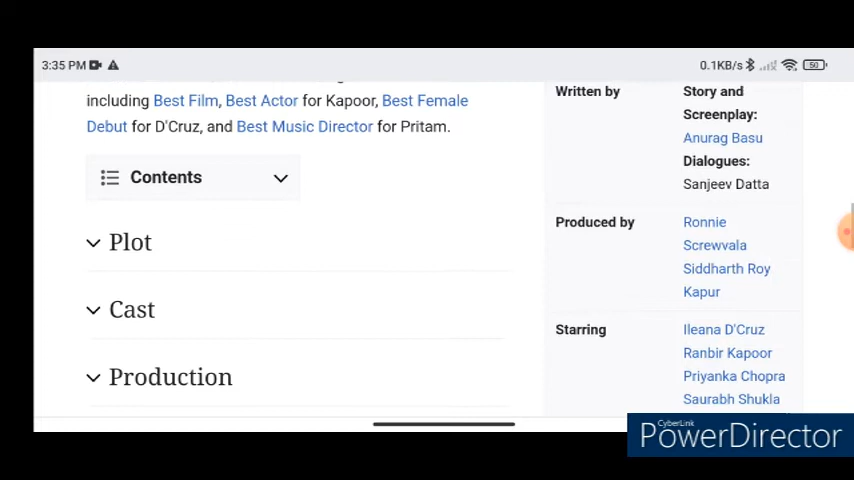 3:35 PM
0.1KB/s
50
including Best Film, Best Actor for Kapoor, Best Female
Debut for D'Cruz, and Best Music Director for Pritam.
Contents
Plot
Cast
Production
Written by
Story and
Screenplay:
Anurag Basu
Dialogues:
Sanjeev Datta
Produced by
Ronnie
Screwvala
Siddharth Roy
Kapur
Starring
Ileana D'Cruz
Ranbir Kapoor
Priyanka Chopra
Saurabh Shukla
CyberLink
PowerDirector